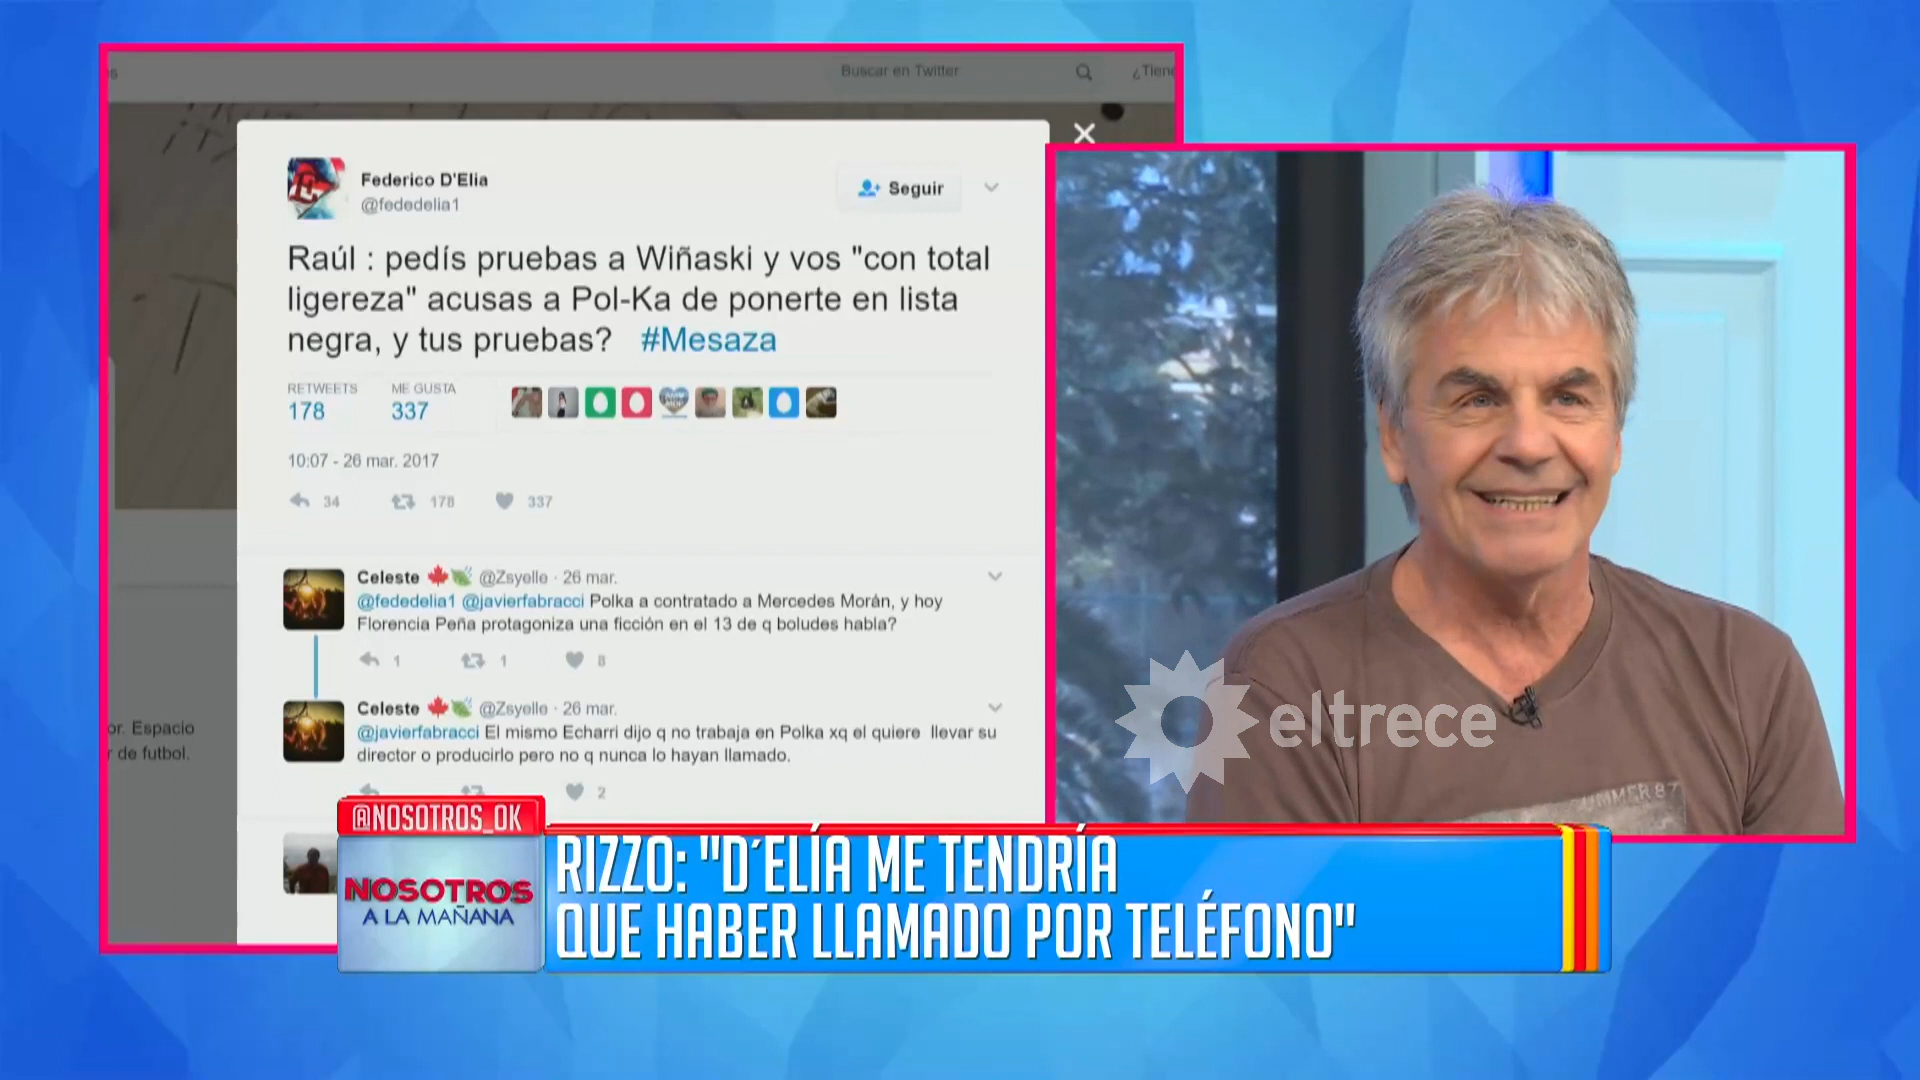 Buscar en Twitter
¿Tiene
Federico D'Elia
@fededelia1
Seguir
Raúl : pedís pruebas a Wiñaski y vos "con total
ligereza" acusas a Pol-Ka de ponerte en lista
negra, y tus pruebas? #Mesaza
RETWEETS ME GUSTA
178 337
10:07 - 26 mar. 2017
34 178 337
Celeste @Zsyello · 26 mar.
@fededelia1 @javierfabracci Polka a contratado a Mercedes Morán, y hoy
Florencia Peña protagoniza una ficción en el 13 de q boludes habla?
1 1 8
Celeste @Zsyello · 26 mar.
@javierfabracci El mismo Echarri dijo q no trabaja en Polka xq el quiere llevar su
director o producirlo pero no q nunca lo hayan llamado.
2
or. Espacio
r de futbol.
eltrece
UMMER 87
@NOSOTROS_OK
NOSOTROS
A LA MAÑANA
RIZZO: "D´ELÍA ME TENDRÍA
QUE HABER LLAMADO POR TELÉFONO"